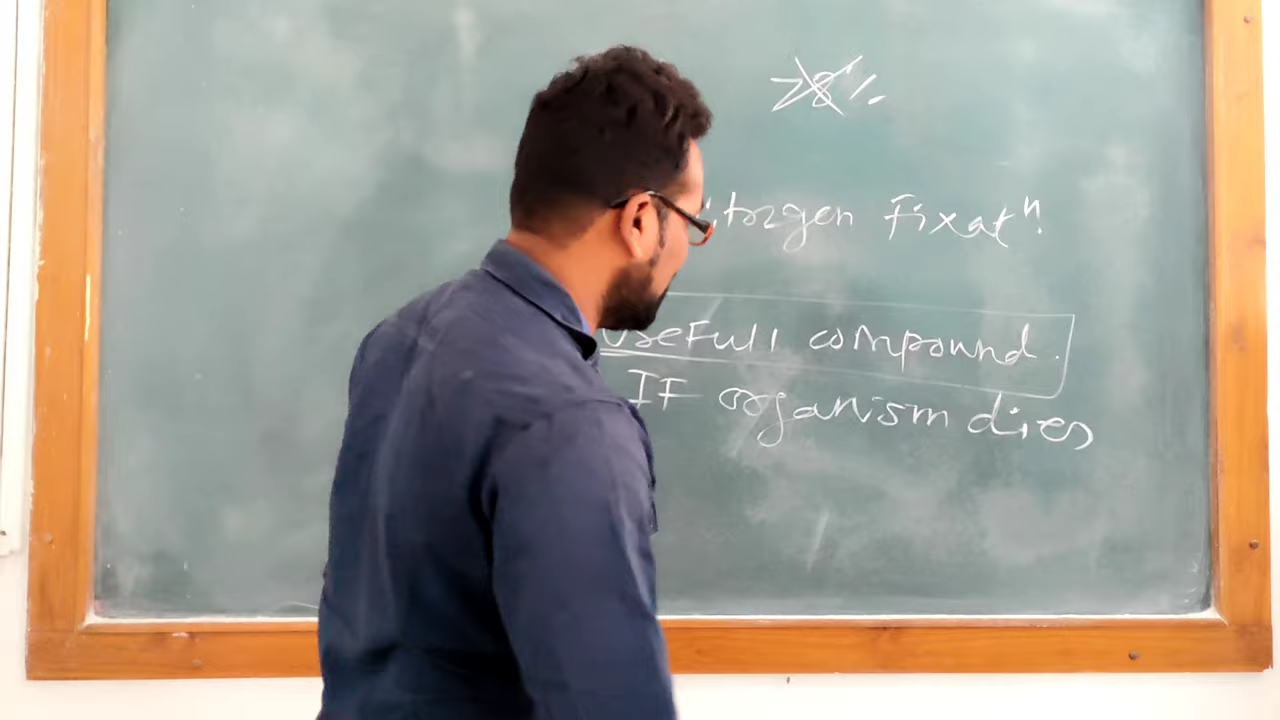 78%
itrogen Fixatⁿ
UseFull compound.
IF organism dies